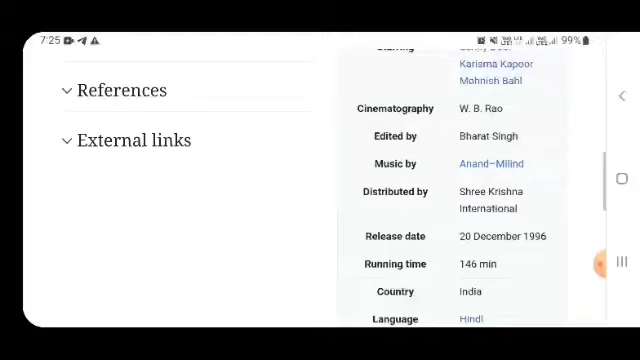 7:25
99%
References
External links
Starring
Karisma Kapoor
Mohnish Bahl
Cinematography W. B. Rao
Edited by Bharat Singh
Music by Anand–Milind
Distributed by Shree Krishna
International
Release date 20 December 1996
Running time 146 min
Country India
Language Hindi